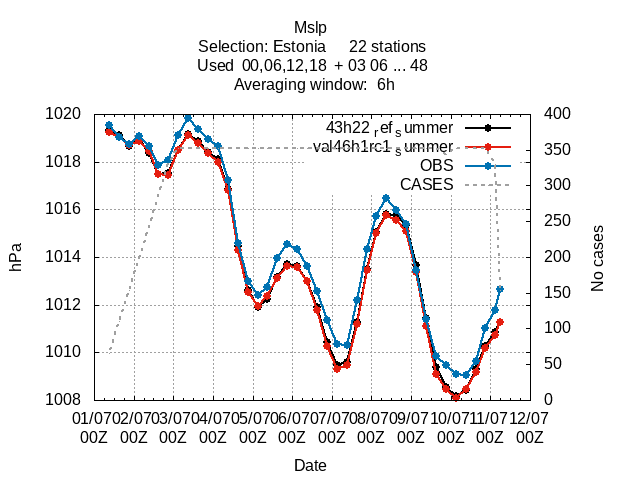 Mslp
Selection: Estonia 22 stations
Used 00,06,12,18 + 03 06 ... 48
Averaging window: 6h
1020
1018
1016
1014
1012
1010
1008
hPa
400
350
300
250
200
150
100
50
0
No cases
43h22_ref_summer
val46h1rc1_summer
OBS
CASES
01/07 02/07 03/07 04/07 05/07 06/07 07/07 08/07 09/07 10/07 11/07 12/07
00Z 00Z 00Z 00Z 00Z 00Z 00Z 00Z 00Z 00Z 00Z 00Z
Date